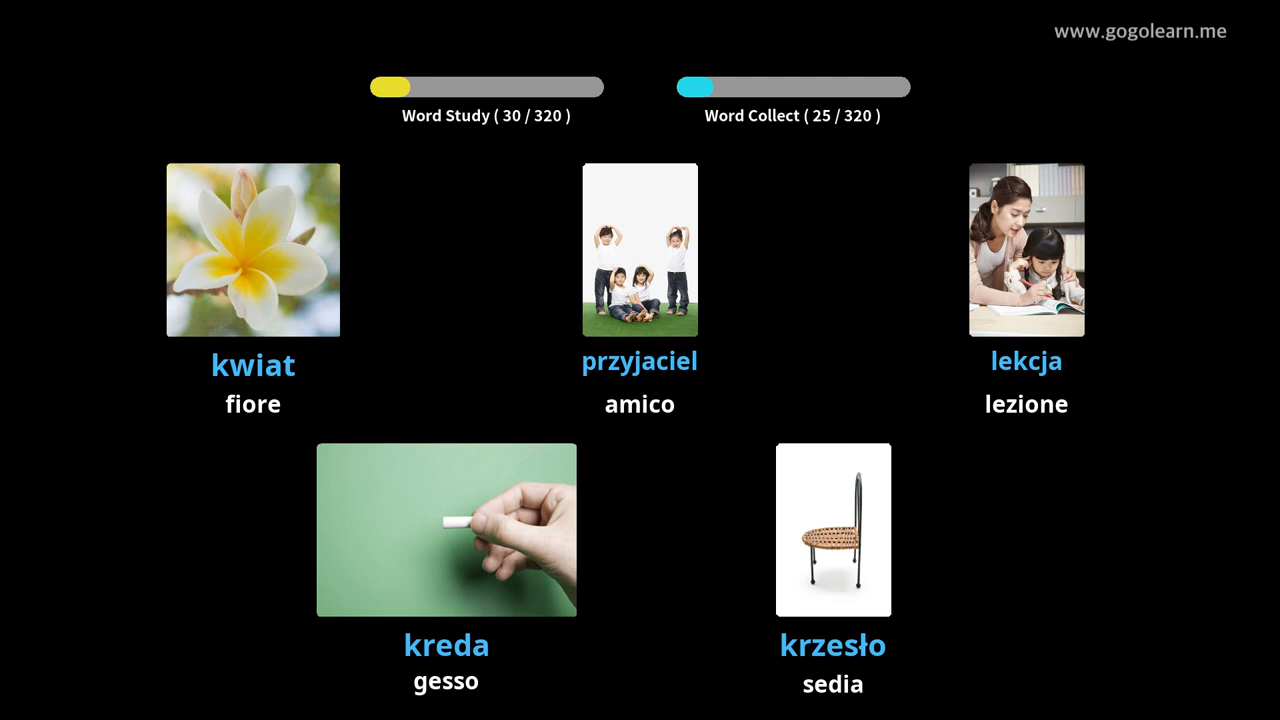 www.gogolearn.me
Word Study ( 30 / 320 )
Word Collect ( 25 / 320 )
kwiat
fiore
przyjaciel
amico
lekcja
lezione
kreda
gesso
krzesło
sedia